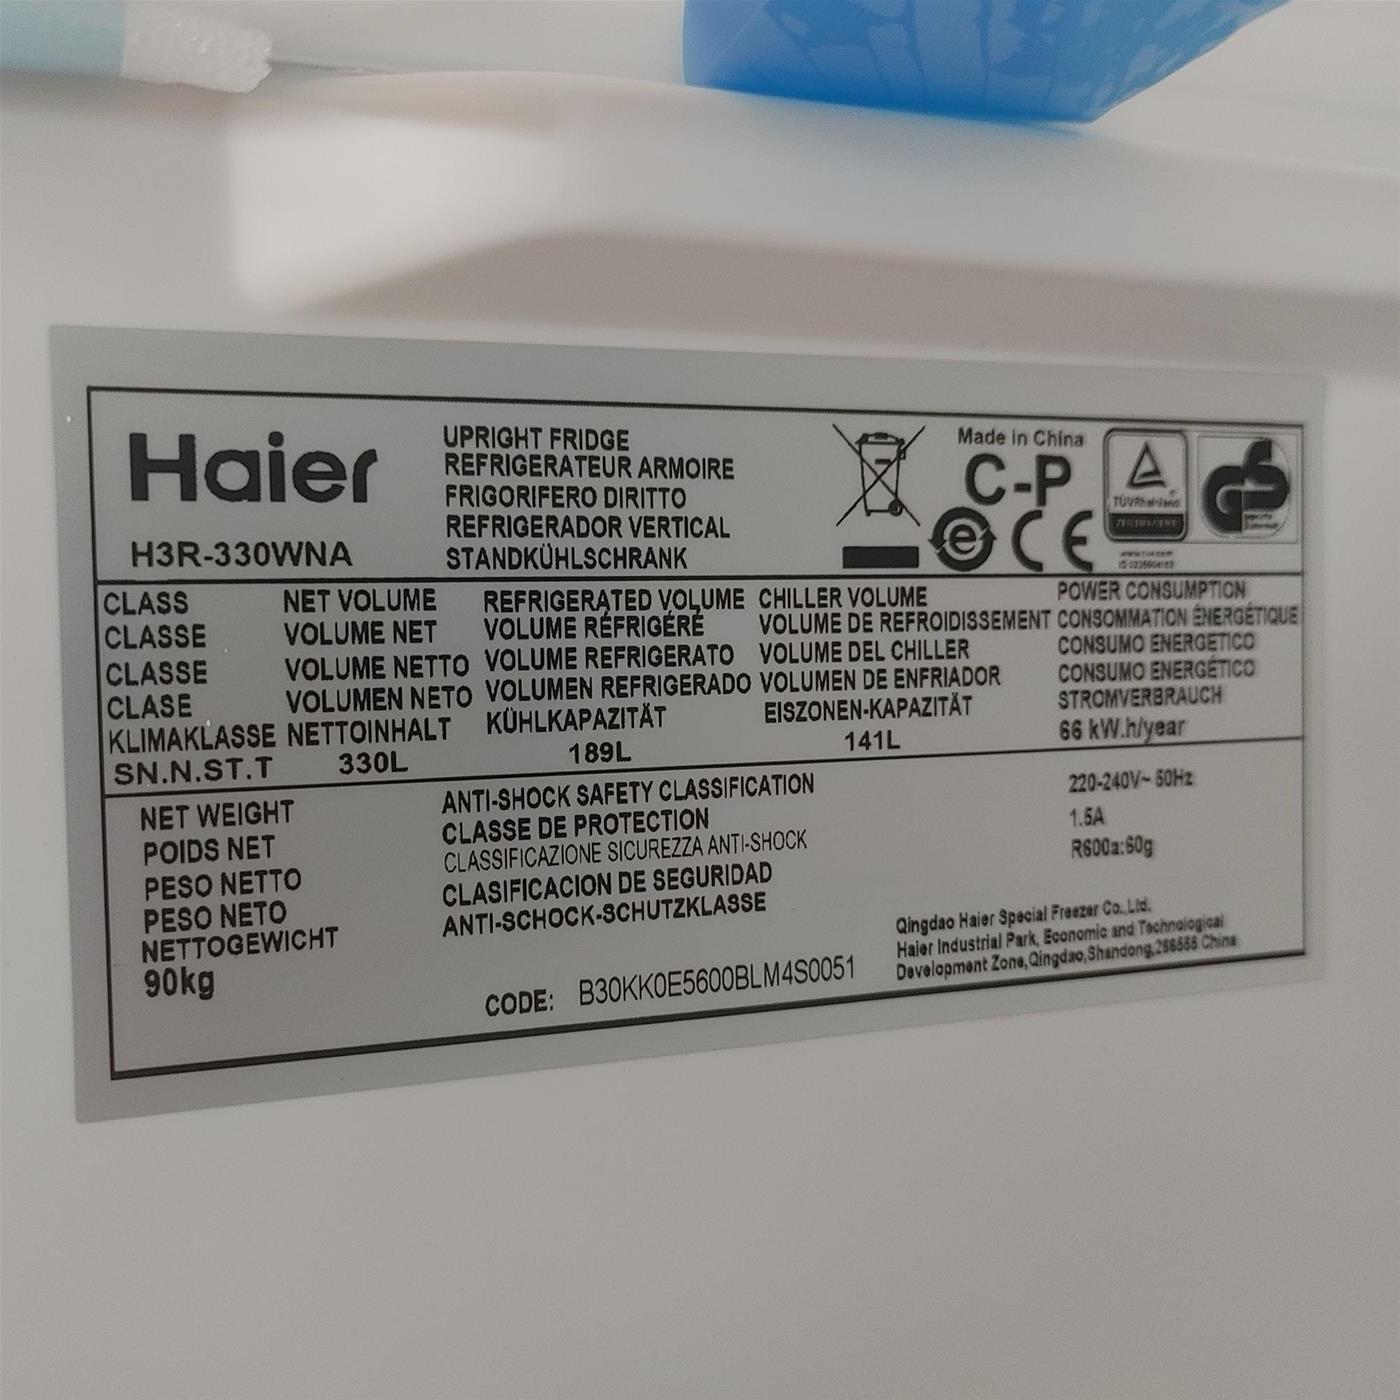 Haier
H3R-330WNA
UPRIGHT FRIDGE
REFRIGERATEUR ARMOIRE
FRIGORIFERO DIRITTO
REFRIGERADOR VERTICAL
STANDKÜHLSCHRANK
Made in China
C-P
e CE
TÜVRheinland
CLASS
CLASSE
CLASSE
CLASE
KLIMAKLASSE
SN.N.ST.T
NET VOLUME
VOLUME NET
VOLUME NETTO
VOLUMEN NETO
NETTOINHALT
330L
REFRIGERATED VOLUME
VOLUME RÉFRIGÉRÉ
VOLUME REFRIGERATO
VOLUMEN REFRIGERADO
KÜHLKAPAZITÄT
189L
CHILLER VOLUME
VOLUME DE REFROIDISSEMENT
VOLUME DEL CHILLER
VOLUMEN DE ENFRIADOR
EISZONEN-KAPAZITÄT
141L
POWER CONSUMPTION
CONSOMMATION ÉNERGÉTIQUE
CONSUMO ENERGETICO
CONSUMO ENERGÉTICO
STROMVERBRAUCH
66 kW.h/year
NET WEIGHT
POIDS NET
PESO NETTO
PESO NETO
NETTOGEWICHT
90kg
ANTI-SHOCK SAFETY CLASSIFICATION
CLASSE DE PROTECTION
CLASSIFICAZIONE SICUREZZA ANTI-SHOCK
CLASIFICACION DE SEGURIDAD
ANTI-SCHOCK-SCHUTZKLASSE
CODE: B30KK0E5600BLM4S0051
220-240V~ 50Hz
1.5A
R600a:60g
Qingdao Haier Special Freezer Co.,Ltd.
Haier Industrial Park, Economic and Technological
Development Zone,Qingdao,Shandong, China